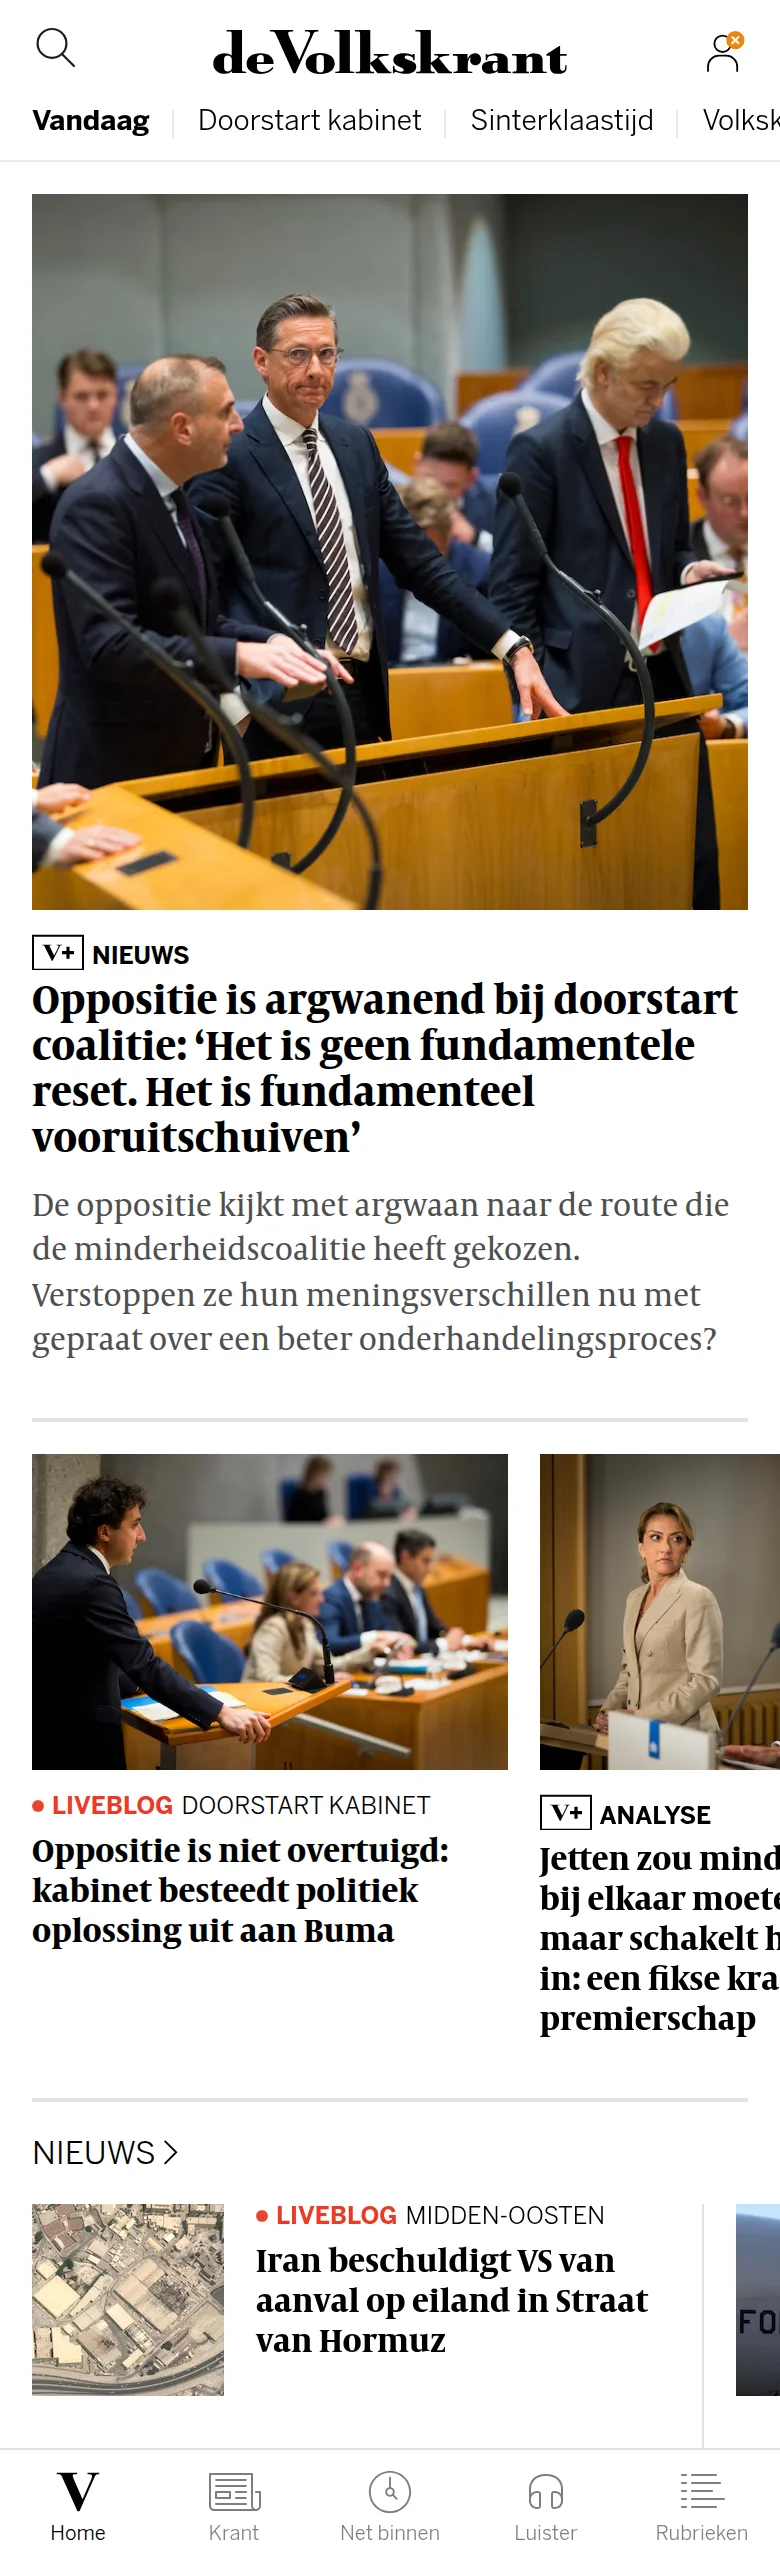 deVolkskrant
Vandaag Doorstart kabinet Sinterklaastijd Volksk
V+ NIEUWS
Oppositie is argwanend bij doorstart
coalitie: ‘Het is geen fundamentele
reset. Het is fundamenteel
vooruitschuiven’
De oppositie kijkt met argwaan naar de route die
de minderheidscoalitie heeft gekozen.
Verstoppen ze hun meningsverschillen nu met
gepraat over een beter onderhandelingsproces?
LIVEBLOG DOORSTART KABINET
Oppositie is niet overtuigd:
kabinet besteedt politiek
oplossing uit aan Buma
V+ ANALYSE
Jetten zou mind
bij elkaar moete
maar schakelt h
in: een fikse kra
premierschap
NIEUWS
LIVEBLOG MIDDEN-OOSTEN
Iran beschuldigt VS van
aanval op eiland in Straat
van Hormuz
FO
V
Home Krant Net binnen Luister Rubrieken